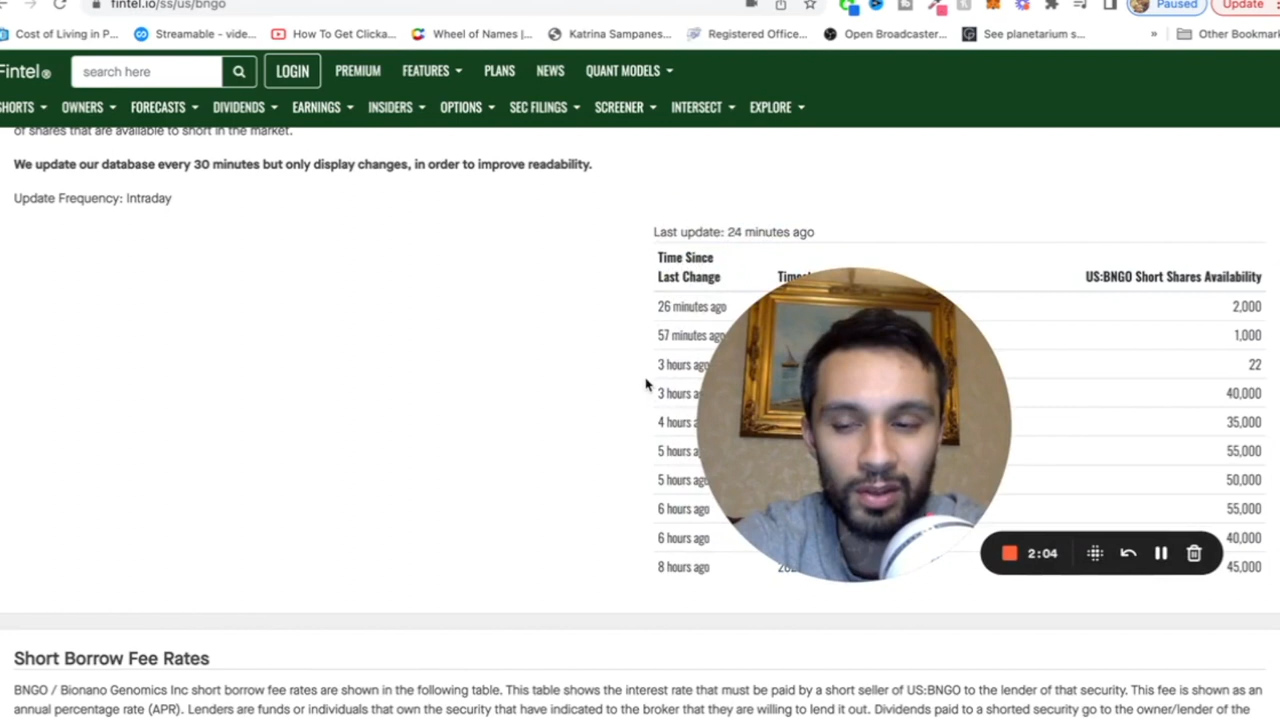 fintel.io/ss/us/bngo
Paused
Update
Cost of Living in P...
Streamable - vide...
How To Get Clicka...
Wheel of Names |...
Katrina Sampanes...
Registered Office...
Open Broadcaster...
See planetarium s...
»
Other Bookmar
Fintel®
search here
LOGIN
PREMIUM
FEATURES
PLANS
NEWS
QUANT MODELS
SHORTS
OWNERS
FORECASTS
DIVIDENDS
EARNINGS
INSIDERS
OPTIONS
SEC FILINGS
SCREENER
INTERSECT
EXPLORE
of shares that are available to short in the market.
We update our database every 30 minutes but only display changes, in order to improve readability.
Update Frequency: Intraday
Last update: 24 minutes ago
Time Since
Last Change
US:BNGO Short Shares Availability
26 minutes ago 2,000
57 minutes ago 1,000
3 hours ago 22
3 hours 40,000
4 hours 35,000
5 hours 55,000
5 hours ago 50,000
6 hours ago 55,000
6 hours ago 40,000
8 hours ago 45,000
2:04
Short Borrow Fee Rates
BNGO / Bionano Genomics Inc short borrow fee rates are shown in the following table. This table shows the interest rate that must be paid by a short seller of US:BNGO to the lender of that security. This fee is shown as an
annual percentage rate (APR). Lenders are funds or individuals that own the security that have indicated to the broker that they are willing to lend it out. Dividends paid to a shorted security go to the owner/lender of the